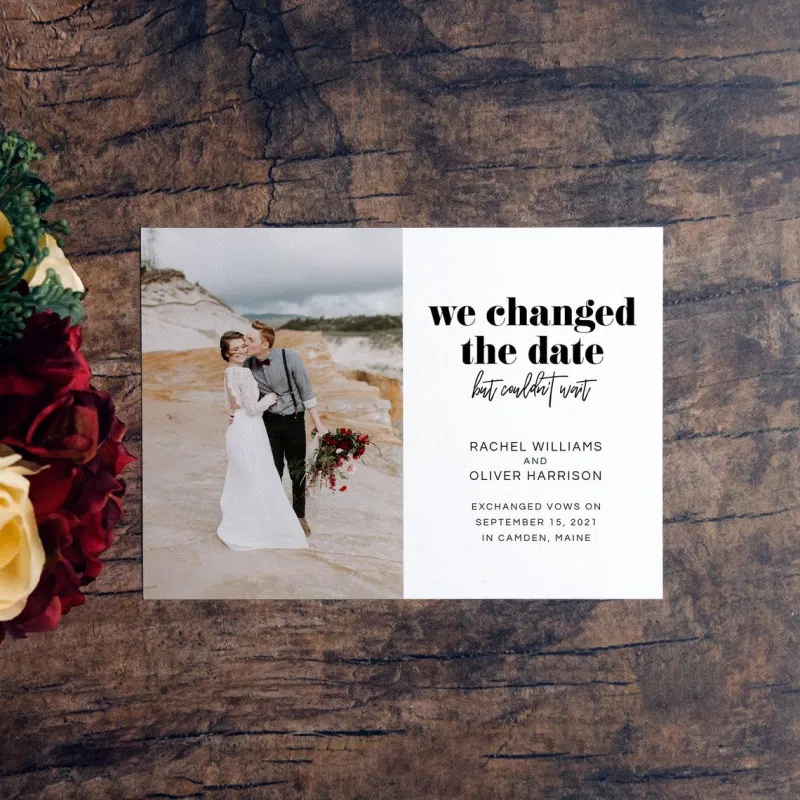 we changed
the date
but couldn't wait
RACHEL WILLIAMS
AND
OLIVER HARRISON
EXCHANGED VOWS ON
SEPTEMBER 15, 2021
IN CAMDEN, MAINE